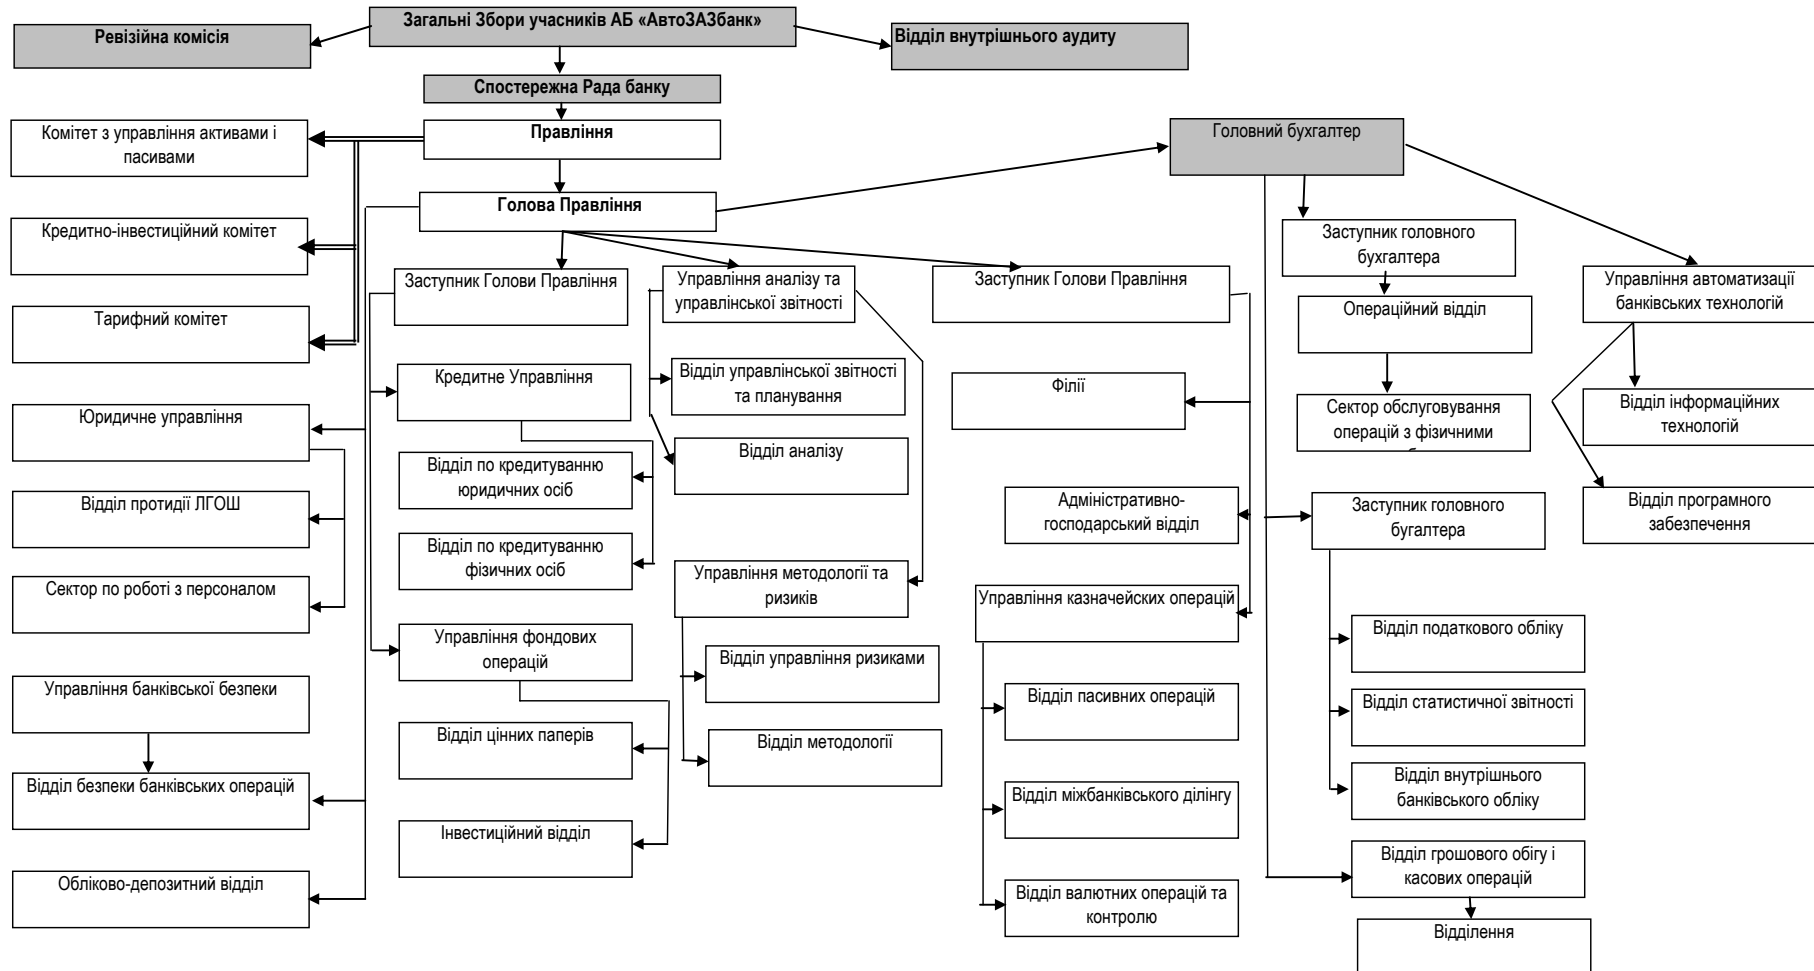 Загальні Збори учасників АБ «АвтоЗАЗбанк»
Ревізійна комісія
Відділ внутрішнього аудиту
Спостережна Рада банку
Правління
Комітет з управління активами і
пасивами
Головний бухгалтер
Голова Правління
Кредитно-інвестиційний комітет
Тарифний комітет
Юридичне управління
Відділ протидії ЛГОШ
Сектор по роботі з персоналом
Управління банківської безпеки
Відділ безпеки банківських операцій
Обліково-депозитний відділ
Заступник Голови Правління
Кредитне Управління
Відділ по кредитуванню
юридичних осіб
Відділ по кредитуванню
фізичних осіб
Управління фондових
операцій
Відділ цінних паперів
Інвестиційний відділ
Управління аналізу та
управлінської звітності
Відділ управлінської звітності
та планування
Відділ аналізу
Управління методології та
ризиків
Відділ управління ризиками
Відділ методології
Заступник Голови Правління
Філії
Адміністративно-
господарський відділ
Управління казначейских операцій
Відділ пасивних операцій
Відділ міжбанківського ділінгу
Відділ валютних операцій та
контролю
Заступник головного
бухгалтера
Операційний відділ
Сектор обслуговування
операцій з фізичними
Заступник головного
бугалтера
Відділ податкового обліку
Відділ статистичної звітності
Відділ внутрішнього
банківського обліку
Відділ грошового обігу і
касових операцій
Відділення
Управління автоматизації
банківських технологій
Відділ інформаційних
технологій
Відділ програмного
забезпечення